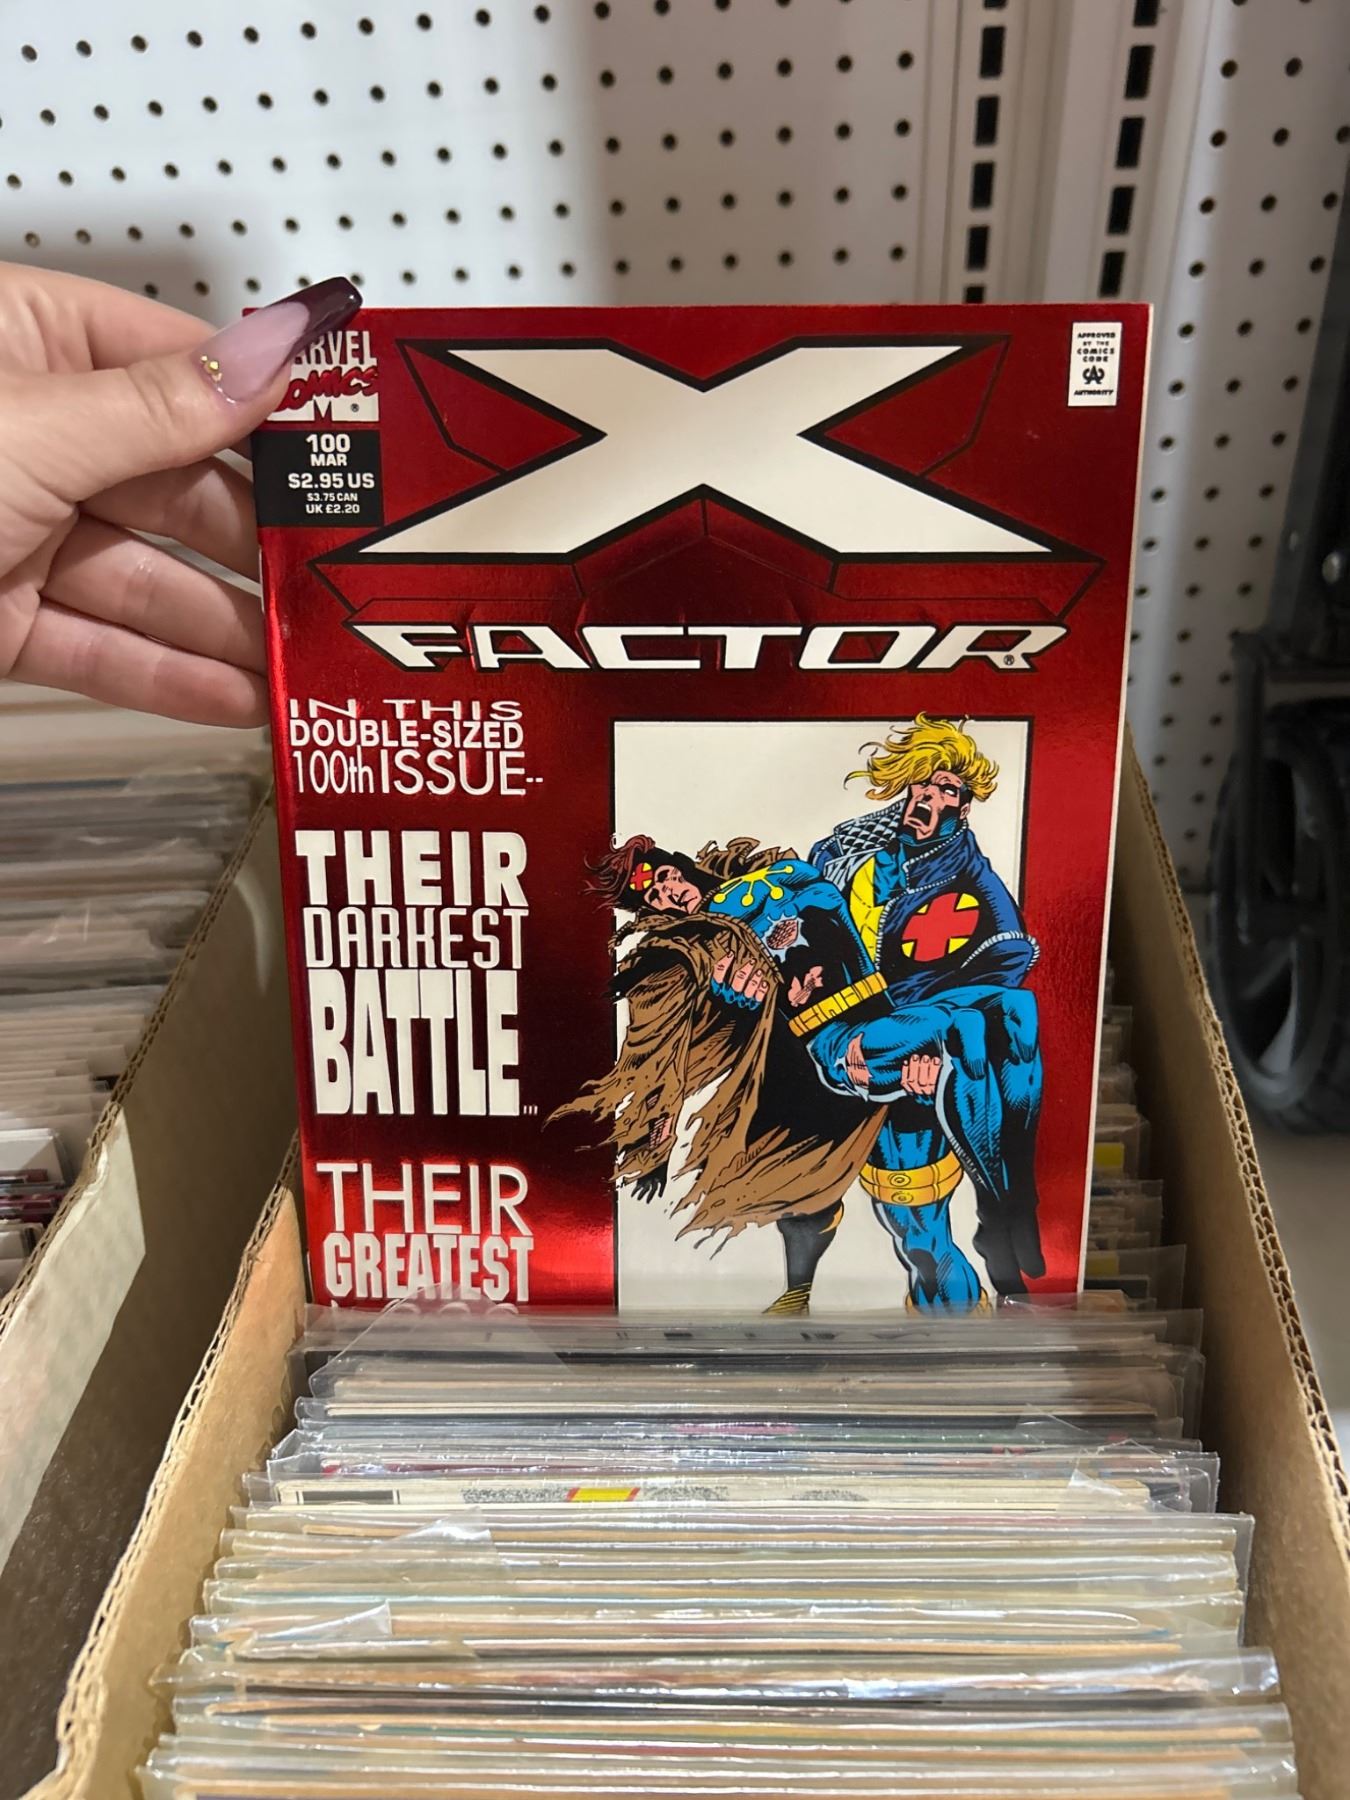 COMICS
M ®
100
MAR
$2.95 US
$3.75 CAN
UK £2.20
APPROVED
BY THE
COMICS
CODE
CA
AUTHORITY
X
FACTOR®
IN THIS
DOUBLE-SIZED
100th ISSUE--
THEIR
DARKEST
BATTLE...
THEIR
GREATEST